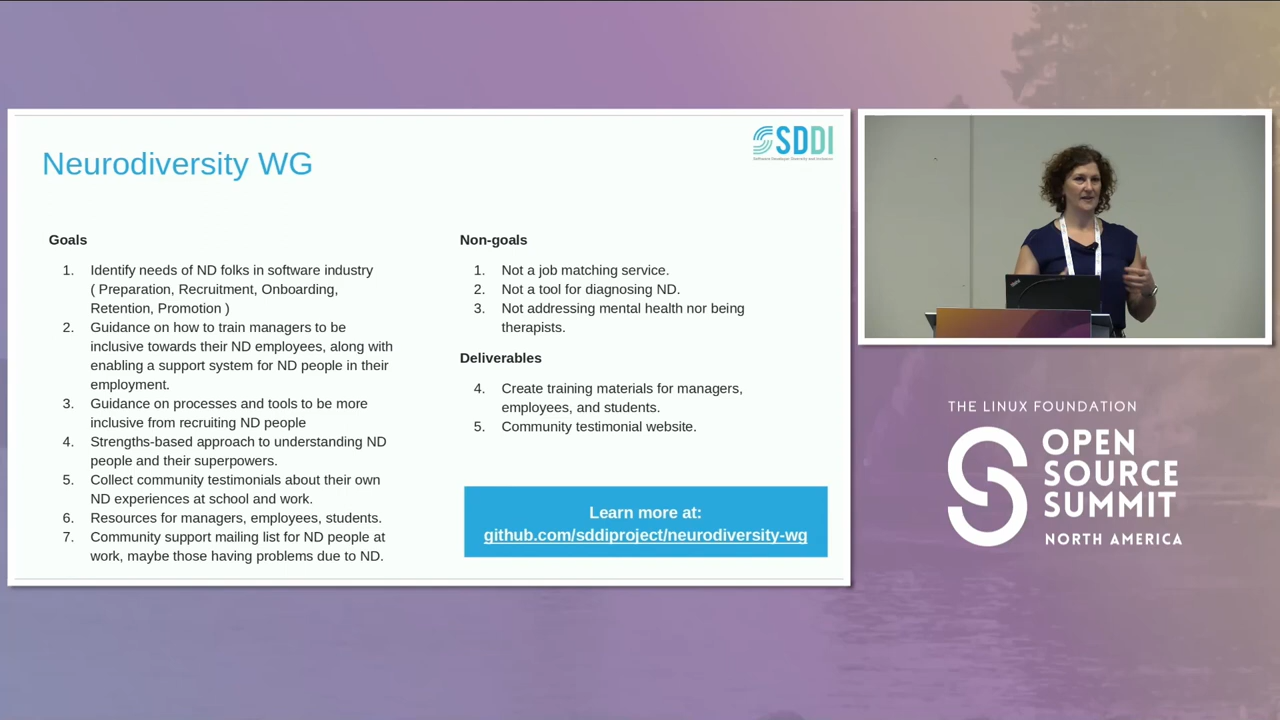 Neurodiversity WG
SDDI
Software Developer Diversity and Inclusion
Goals
1. Identify needs of ND folks in software industry
( Preparation, Recruitment, Onboarding,
Retention, Promotion )
2. Guidance on how to train managers to be
inclusive towards their ND employees, along with
enabling a support system for ND people in their
employment.
3. Guidance on processes and tools to be more
inclusive from recruiting ND people
4. Strengths-based approach to understanding ND
people and their superpowers.
5. Collect community testimonials about their own
ND experiences at school and work.
6. Resources for managers, employees, students.
7. Community support mailing list for ND people at
work, maybe those having problems due to ND.
Non-goals
1. Not a job matching service.
2. Not a tool for diagnosing ND.
3. Not addressing mental health nor being
therapists.
Deliverables
4. Create training materials for managers,
employees, and students.
5. Community testimonial website.
Learn more at:
github.com/sddiproject/neurodiversity-wg
THE LINUX FOUNDATION
OPEN
SOURCE
SUMMIT
NORTH AMERICA